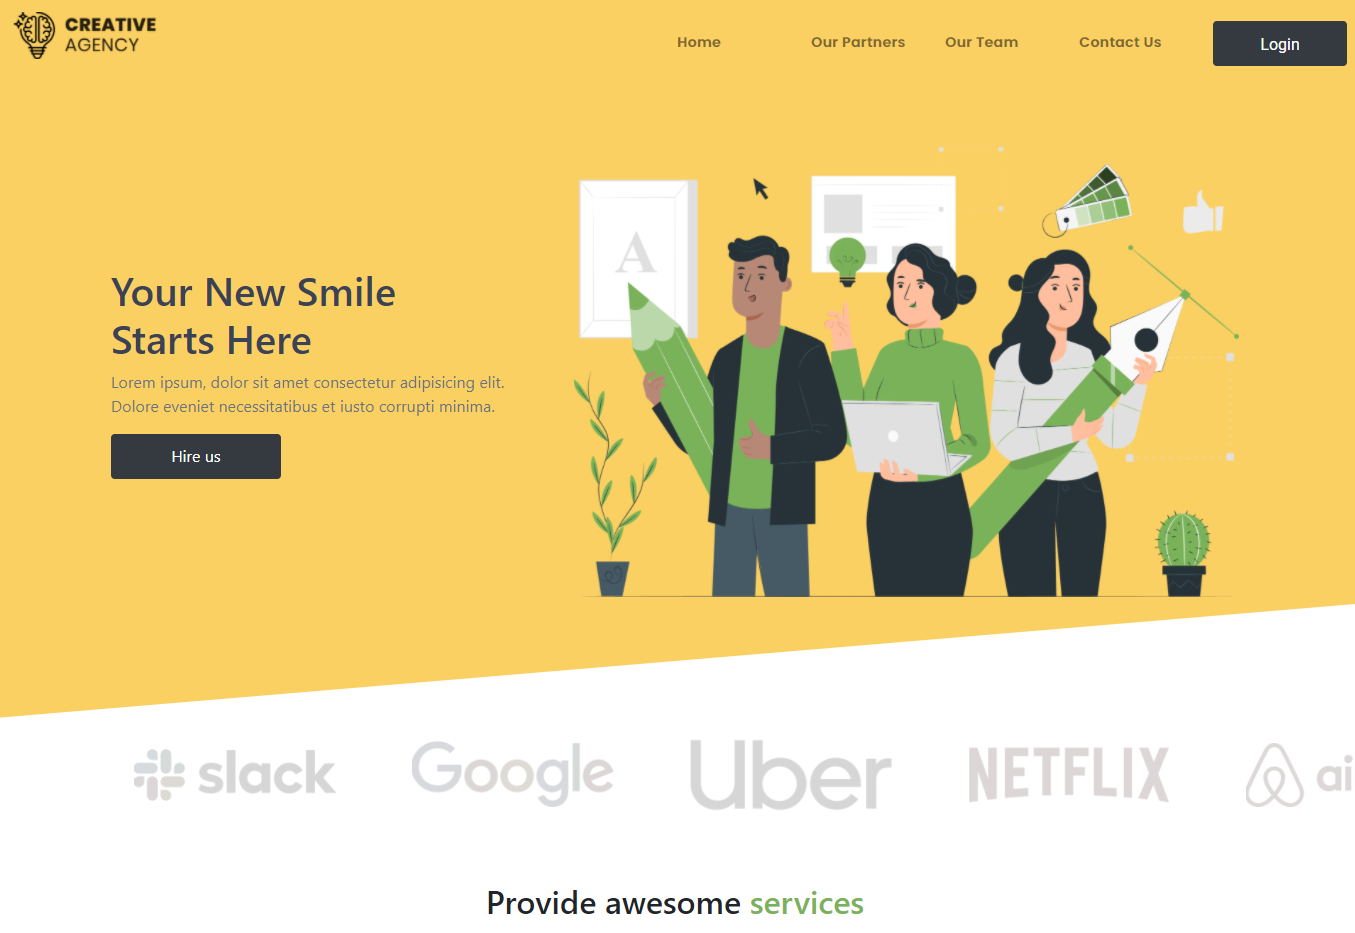 CREATIVE
AGENCY
Home
Our Partners
Our Team
Contact Us
Login
A
Your New Smile
Starts Here
Lorem ipsum, dolor sit amet consectetur adipisicing elit.
Dolore eveniet necessitatibus et iusto corrupti minima.
Hire us
slack
Google
Uber
NETFLIX
ai
Provide awesome services